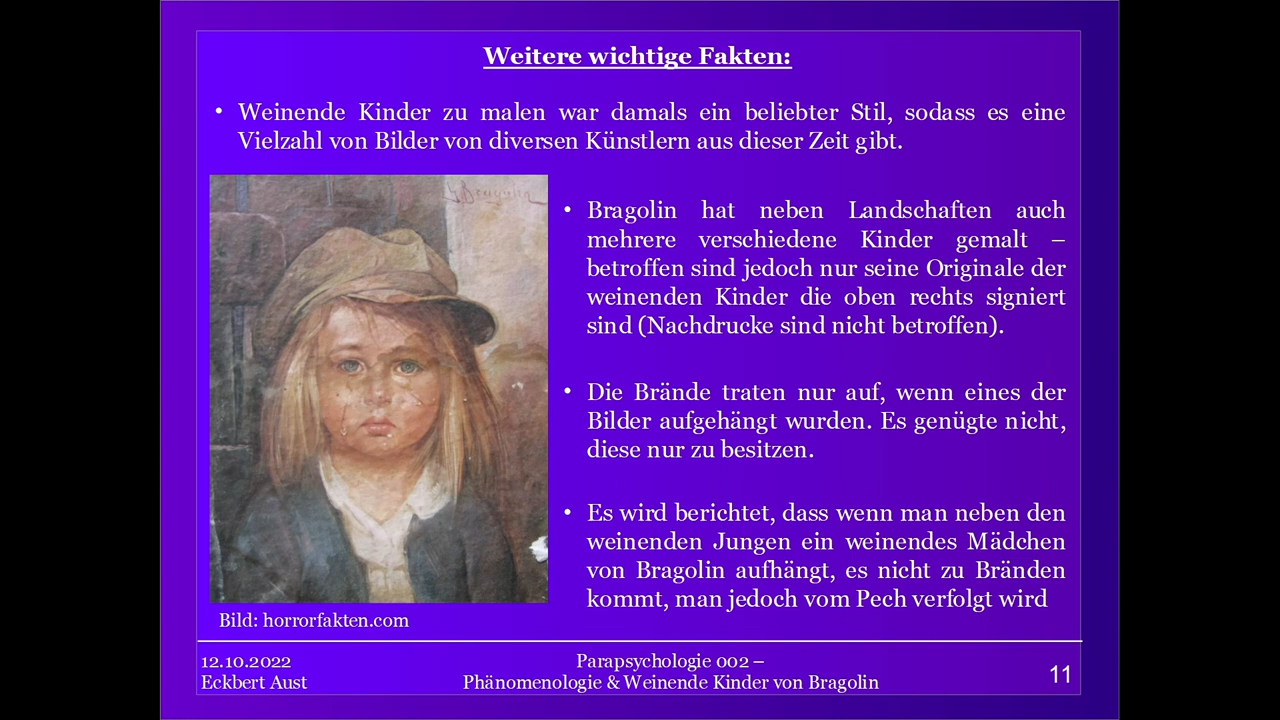 Weitere wichtige Fakten:
• Weinende Kinder zu malen war damals ein beliebter Stil, sodass es eine
Vielzahl von Bilder von diversen Künstlern aus dieser Zeit gibt.
• Bragolin hat neben Landschaften auch
mehrere verschiedene Kinder gemalt –
betroffen sind jedoch nur seine Originale der
weinenden Kinder die oben rechts signiert
sind (Nachdrucke sind nicht betroffen).
• Die Brände traten nur auf, wenn eines der
Bilder aufgehängt wurden. Es genügte nicht,
diese nur zu besitzen.
• Es wird berichtet, dass wenn man neben den
weinenden Jungen ein weinendes Mädchen
von Bragolin aufhängt, es nicht zu Bränden
kommt, man jedoch vom Pech verfolgt wird
Bragolin
Bild: horrorfakten.com
12.10.2022
Eckbert Aust
Parapsychologie 002 –
Phänomenologie & Weinende Kinder von Bragolin
11